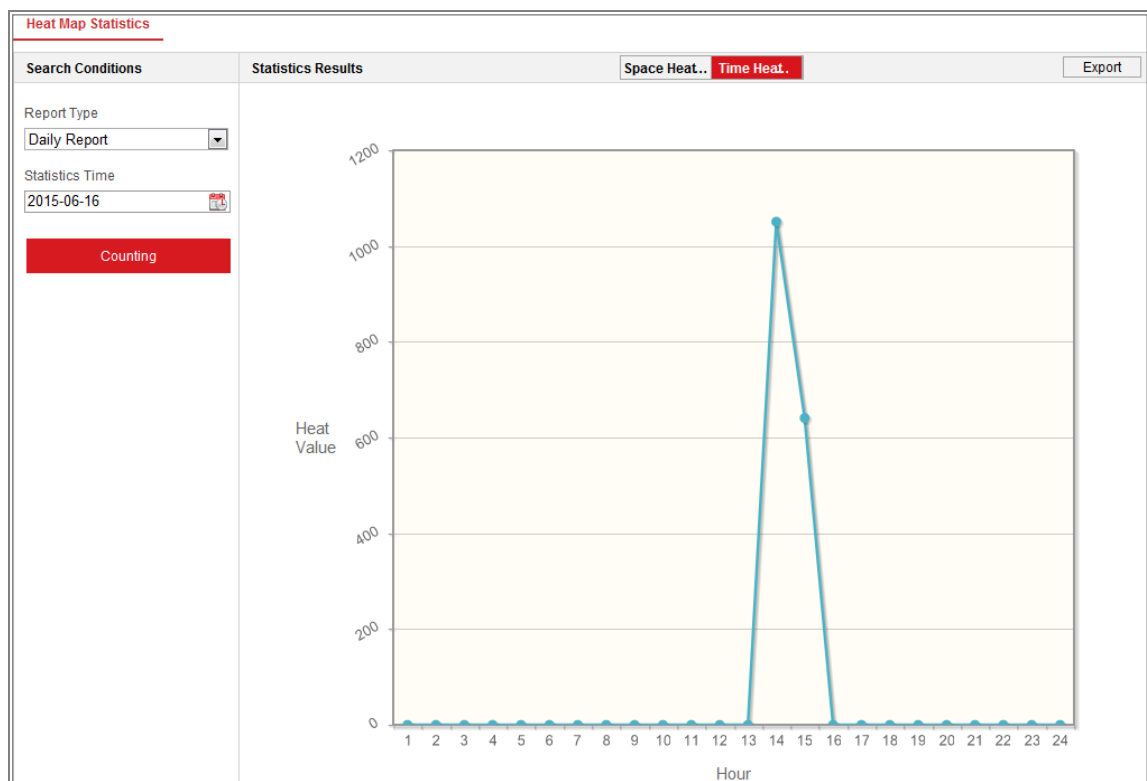 Heat Map Statistics
Search Conditions
Statistics Results
Space Heat...
Time Heat..
Export
Report Type
Daily Report
Statistics Time
2015-06-16
Counting
1200
1000
800
600
400
200
0
Heat
Value
1 2 3 4 5 6 7 8 9 10 11 12 13 14 15 16 17 18 19 20 21 22 23 24
Hour